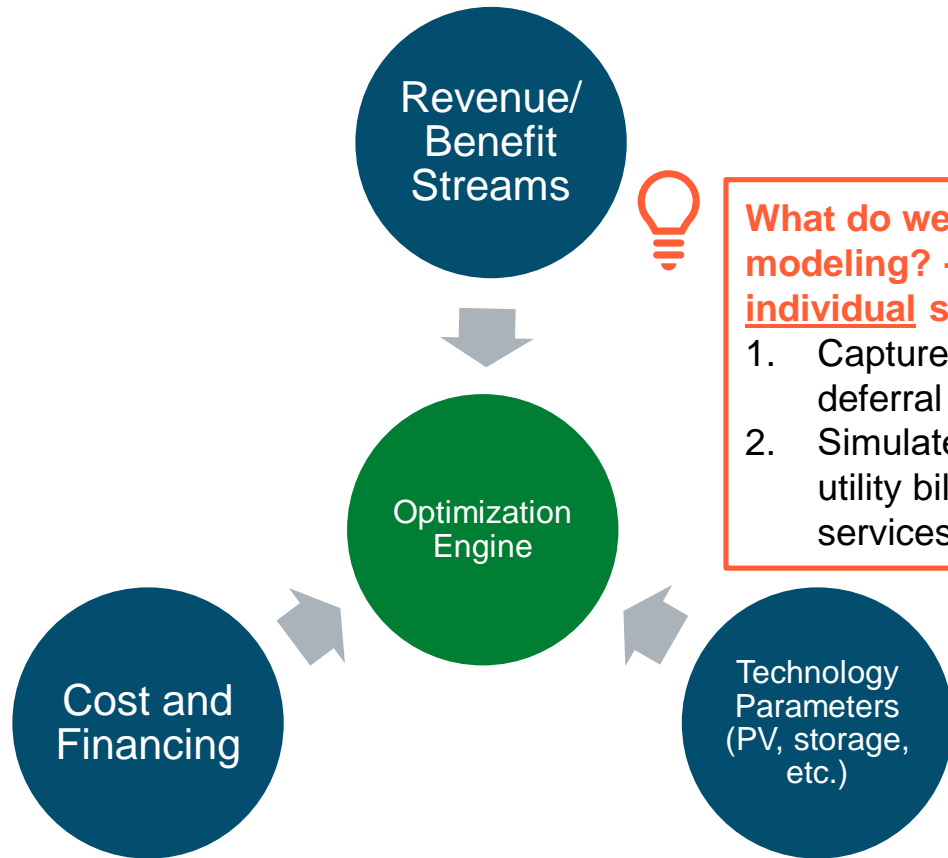 Revenue/
Benefit
Streams
What do we
modeling? -
individual s
1. Capture
deferral
2. Simulate
utility bil
services
Optimization
Engine
Cost and
Financing
Technology
Parameters
(PV, storage,
etc.)